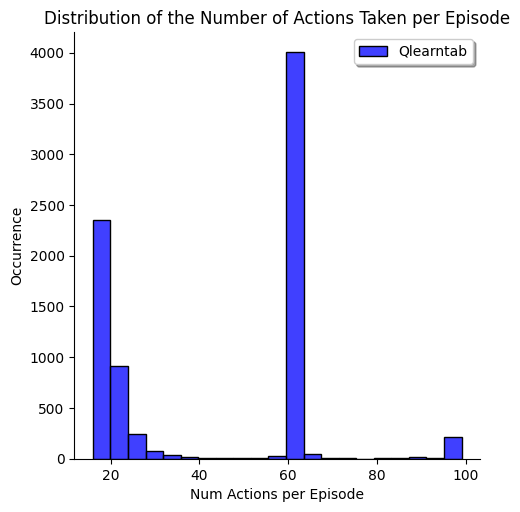 Distribution of the Number of Actions Taken per Episode
Qlearntab
4000
3500
3000
2500
2000
1500
1000
500
0
Occurrence
20 40 60 80 100
Num Actions per Episode